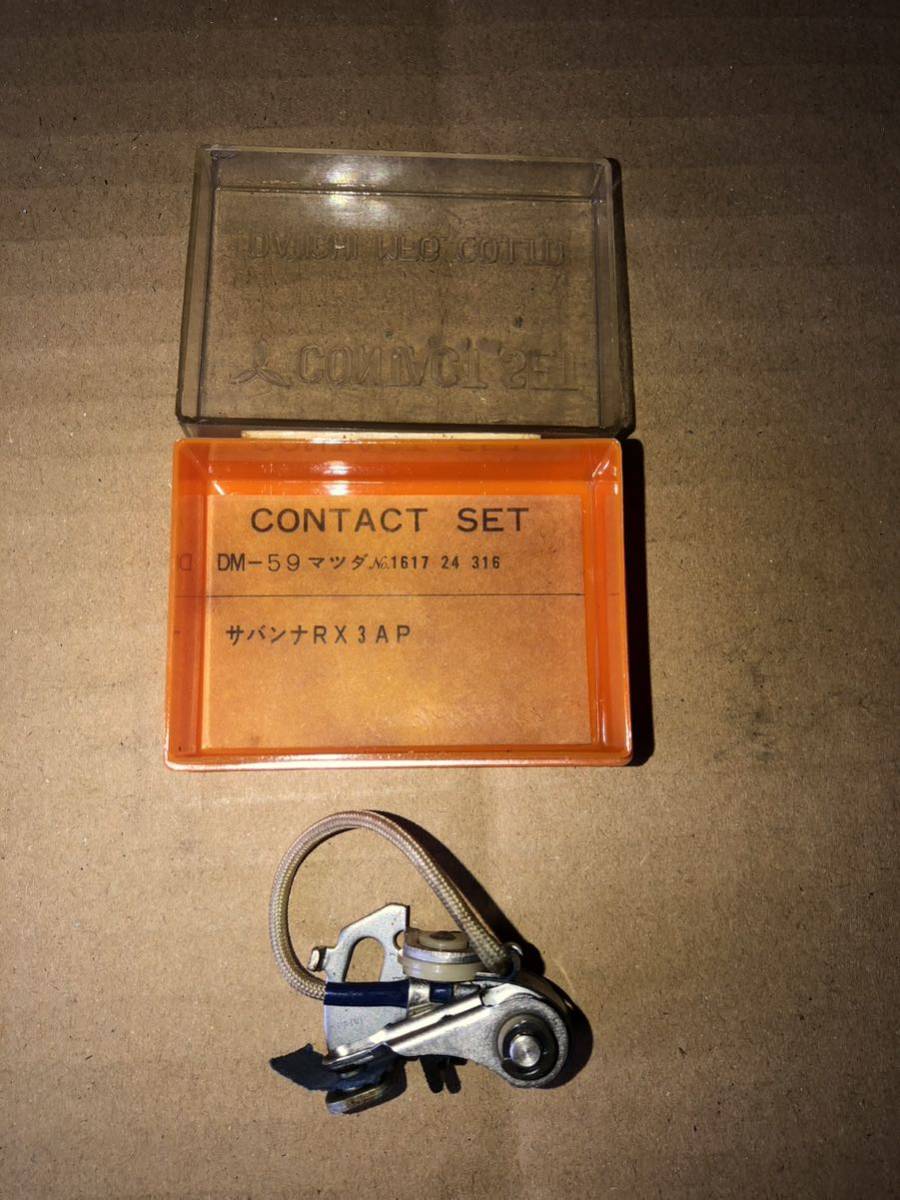 DAIICHI MFG. CO.LTD
CONTACT SET
CONTACT SET
DM-59 マツダ No.1617 24 316
サバンナRX3AP